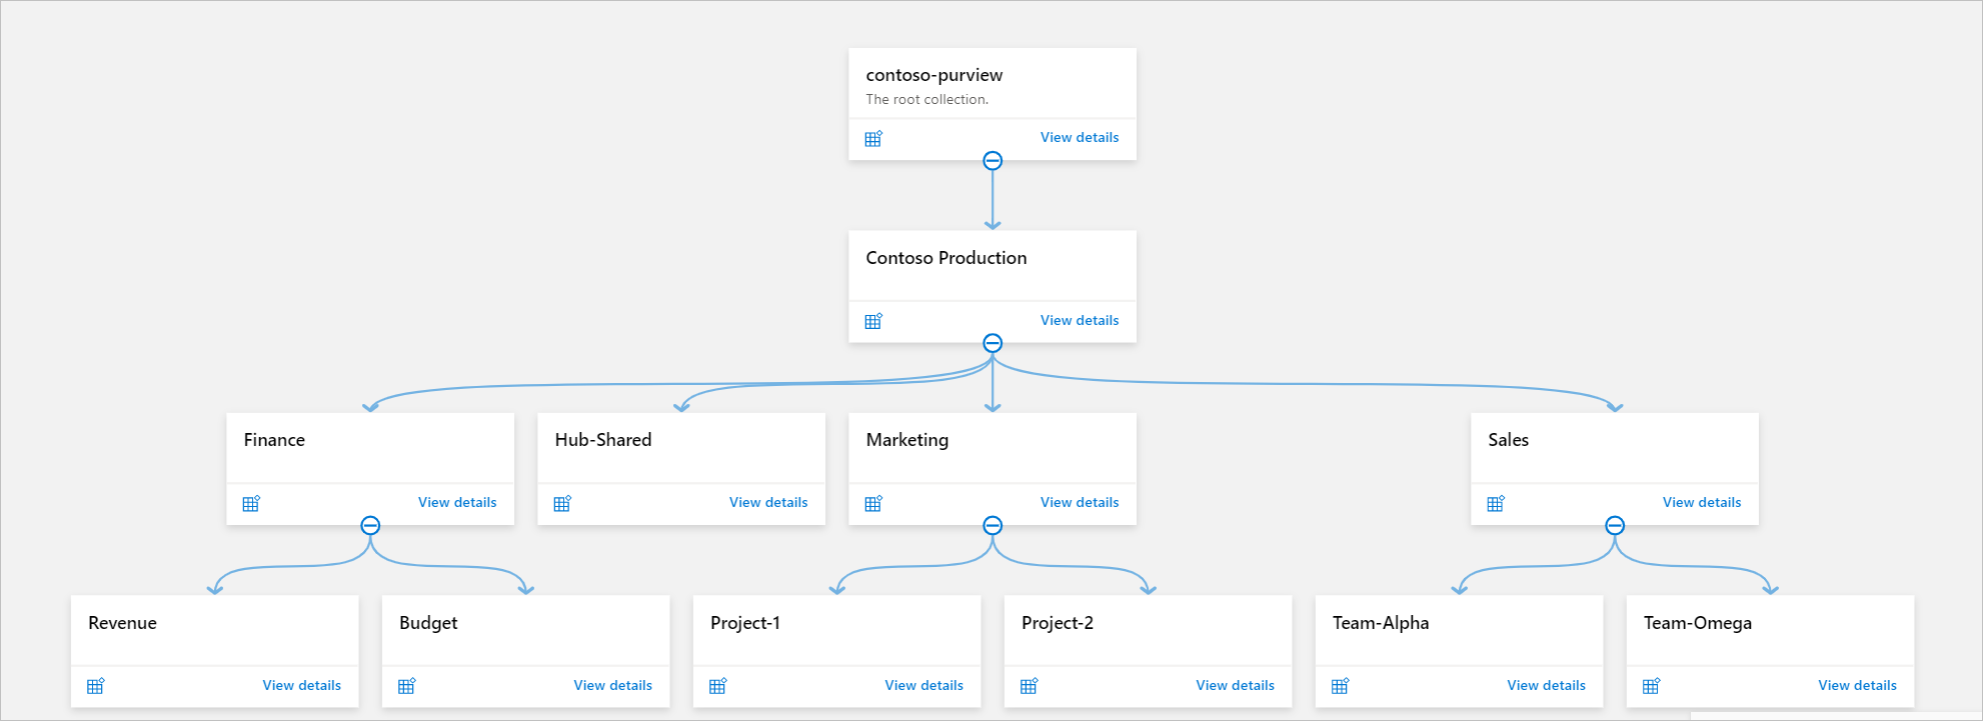 contoso-purview
The root collection.
View details
Contoso Production
View details
Finance
Hub-Shared
Marketing
Sales
View details
View details
View details
View details
Revenue
Budget
Project-1
Project-2
Team-Alpha
Team-Omega
View details
View details
View details
View details
View details
View details